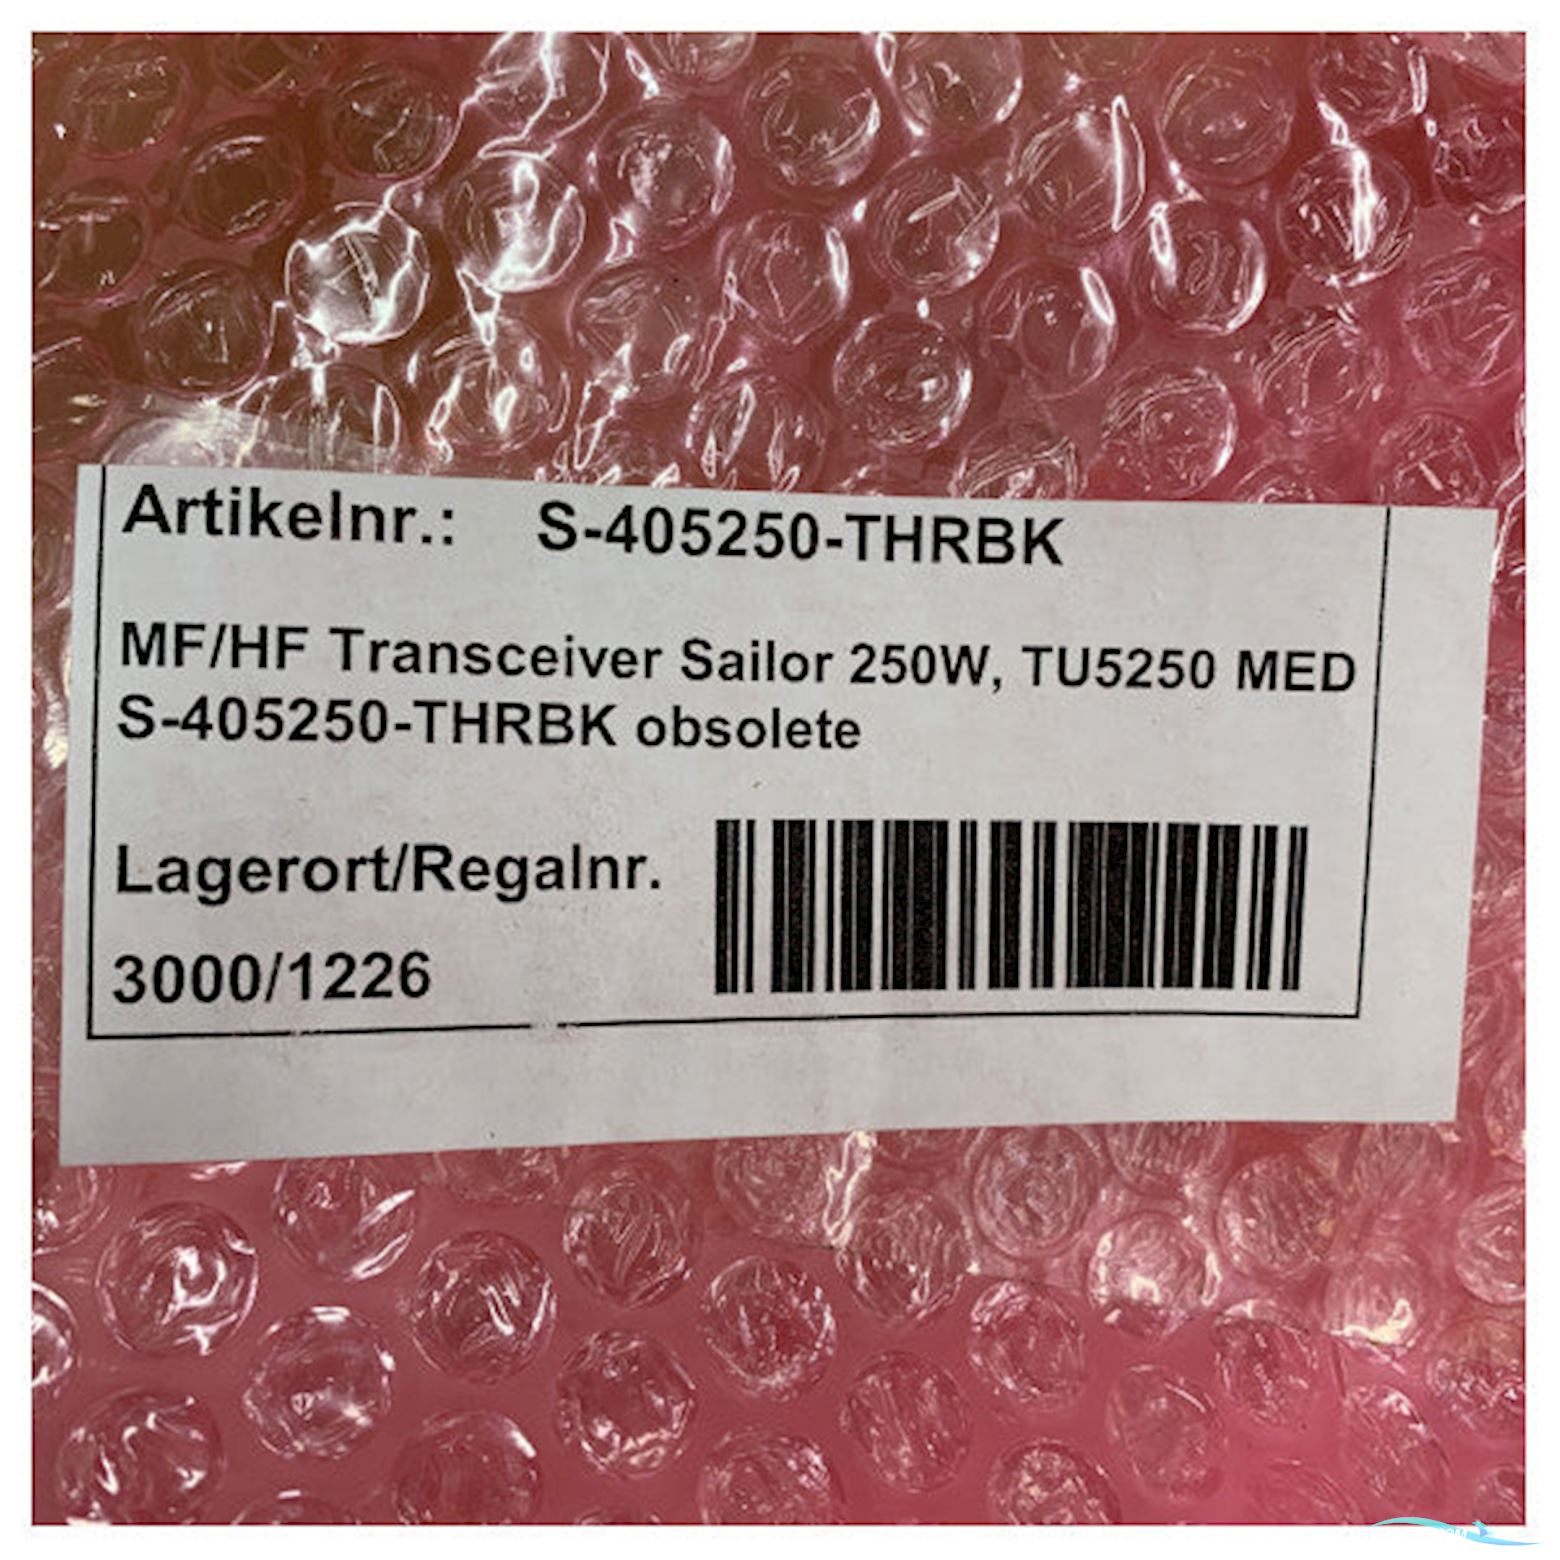 Artikelnr.: S-405250-THRBK
MF/HF Transceiver Sailor 250W, TU5250 MED
S-405250-THRBK obsolete
Lagerort/Regalnr.
3000/1226